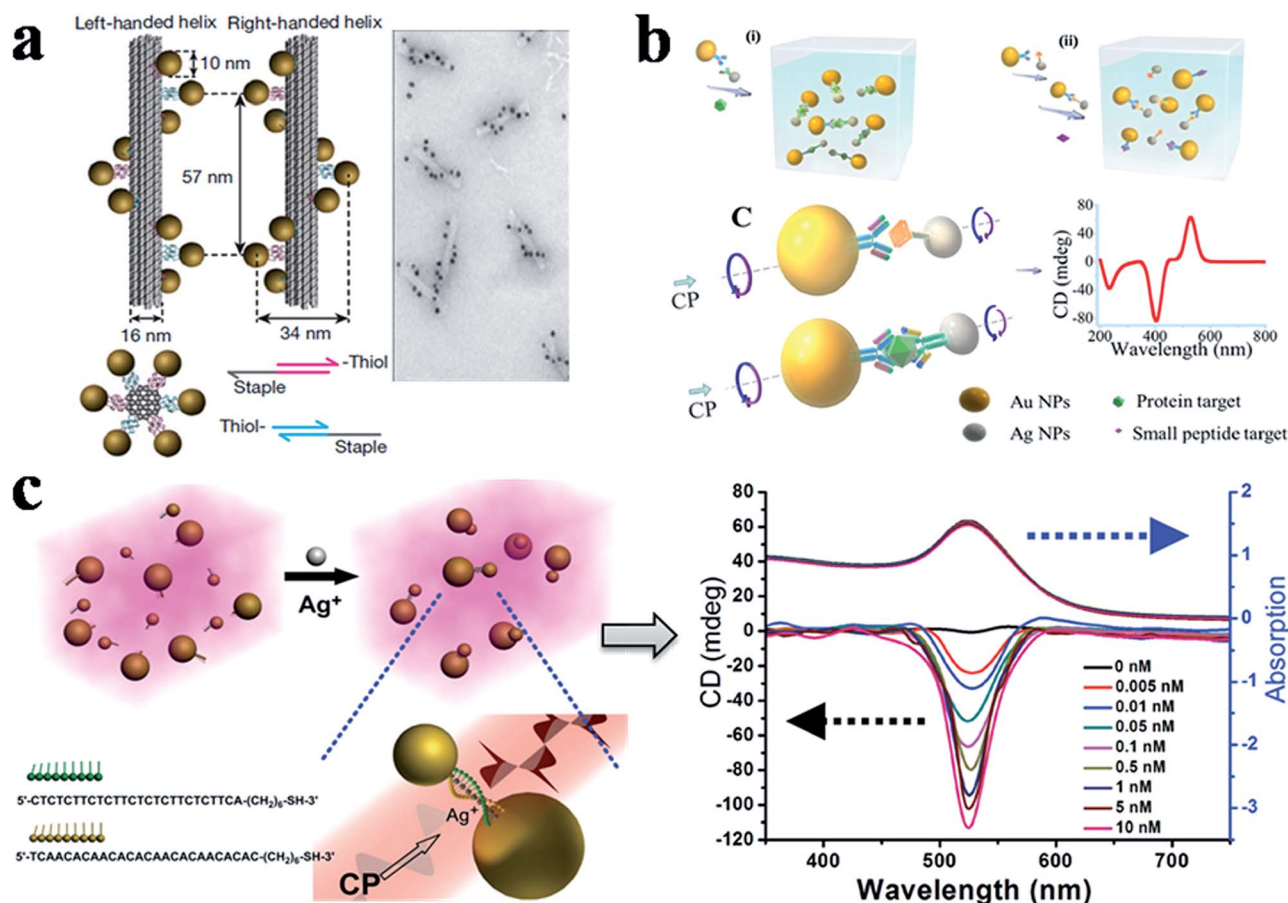 a
Left-handed helix Right-handed helix
10 nm
57 nm
16 nm
34 nm
Staple
-Thiol
Thiol-
Staple
b
(i)
(ii)
C
CP
CP
CD (mdeg)
80
40
0
-40
-80
200 400 600 800
Wavelength (nm)
Au NPs
Protein target
Ag NPs
Small peptide target
c
Ag+
5'-CTCTCTTCTCTTCTCTCTTCTCTTCA-(CH2)6-SH-3'
5'-TCAACACAACACACAACACAACACAC-(CH2)6-SH-3'
Ag+
CP
CD (mdeg)
80
60
40
20
0
-20
-40
-60
-80
-100
-120
400 500 600 700
Wavelength (nm)
2
1
0
-1
-2
-3
Absorption
0 nM
0.005 nM
0.01 nM
0.05 nM
0.1 nM
0.5 nM
1 nM
5 nM
10 nM